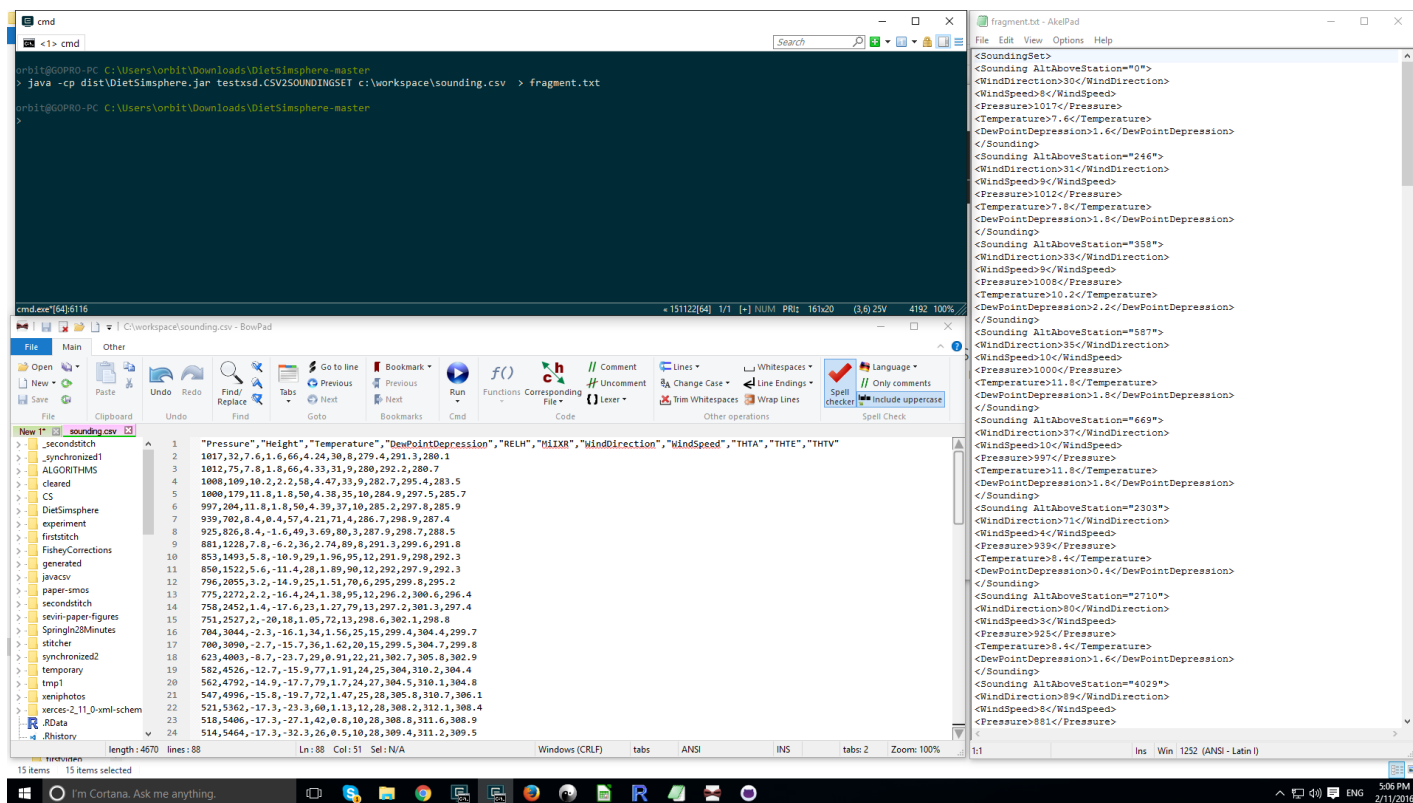 cmd
<1> cmd
Search
orbit@GOPRO-PC C:\Users\orbit\Downloads\DietSimsphere-master
> java -cp dist\DietSimsphere.jar testxsd.CSV2SOUNDINGSET c:\workspace\sounding.csv  > fragment.txt
orbit@GOPRO-PC C:\Users\orbit\Downloads\DietSimsphere-master
>
cmd.exe*[64]:6116
« 151122[64] 1/1 [+] NUM PRI: 161x20 (3,6) 25V 4192 100%
C:\workspace\sounding.csv - BowPad
File Main Other
Open
New
Save
Paste
Undo Redo
Find/
Replace
Tabs
Go to line
Previous
Next
Bookmark
Previous
Next
Run
f()
Functions
Corresponding
File
// Comment
Uncomment
{} Lexer
Lines
Change Case
Trim Whitespaces
Whitespaces
Line Endings
Wrap Lines
Spell
checker
Language
// Only comments
Include uppercase
File Clipboard Undo Find Goto Bookmarks Cmd Code Other operations Spell Check
New 1* sounding.csv
_secondstitch
_synchronized1
ALGORITHMS
cleared
CS
DietSimsphere
experiment
firststitch
FisheyCorrections
generated
javacsv
paper-smos
secondstitch
seviri-paper-figures
SpringIn28Minutes
stitcher
synchronized2
temporary
tmp1
xeniphotos
xerces-2_11_0-xml-schem
.RData
.Rhistory
1 "Pressure","Height","Temperature","DewPointDepression","RELH","MiIXR","WindDirection","WindSpeed","THTA","THTE","THTV"
2 1017,32,7.6,1.6,66,4.24,30,8,279.4,291.3,280.1
3 1012,75,7.8,1.8,66,4.33,31,9,280,292.2,280.7
4 1008,109,10.2,2.2,58,4.47,33,9,282.7,295.4,283.5
5 1000,179,11.8,1.8,50,4.38,35,10,284.9,297.5,285.7
6 997,204,11.8,1.8,50,4.39,37,10,285.2,297.8,285.9
7 939,702,8.4,0.4,57,4.21,71,4,286.7,298.9,287.4
8 925,826,8.4,-1.6,49,3.69,80,3,287.9,298.7,288.5
9 881,1228,7.8,-6.2,36,2.74,89,8,291.3,299.6,291.8
10 853,1493,5.8,-10.9,29,1.96,95,12,291.9,298,292.3
11 850,1522,5.6,-11.4,28,1.89,90,12,292,297.9,292.3
12 796,2055,3.2,-14.9,25,1.51,70,6,295,299.8,295.2
13 775,2272,2.2,-16.4,24,1.38,95,12,296.2,300.6,296.4
14 758,2452,1.4,-17.6,23,1.27,79,13,297.2,301.3,297.4
15 751,2527,2,-20,18,1.05,72,13,298.6,302.1,298.8
16 704,3044,-2.3,-16.1,34,1.56,25,15,299.4,304.4,299.7
17 700,3090,-2.7,-15.7,36,1.62,20,15,299.5,304.7,299.8
18 623,4003,-8.7,-23.7,29,0.91,22,21,302.7,305.8,302.9
19 582,4526,-12.7,-15.9,77,1.91,24,25,304,310.2,304.4
20 562,4792,-14.9,-17.7,79,1.7,24,27,304.5,310.1,304.8
21 547,4996,-15.8,-19.7,72,1.47,25,28,305.8,310.7,306.1
22 521,5362,-17.3,-23.3,60,1.13,12,28,308.2,312.1,308.4
23 518,5406,-17.3,-27.1,42,0.8,10,28,308.8,311.6,308.9
24 514,5464,-17.3,-32.3,26,0.5,10,28,309.4,311.2,309.5
length : 4670 lines : 88 Ln : 88 Col : 51 Sel : N/A Windows (CRLF) tabs ANSI INS tabs: 2 Zoom: 100%
firstvideo
15 items 15 items selected
fragment.txt - AkelPad
File Edit View Options Help
<SoundingSet>
<Sounding AltAboveStation="0">
<WindDirection>30</WindDirection>
<WindSpeed>8</WindSpeed>
<Pressure>1017</Pressure>
<Temperature>7.6</Temperature>
<DewPointDepression>1.6</DewPointDepression>
</Sounding>
<Sounding AltAboveStation="246">
<WindDirection>31</WindDirection>
<WindSpeed>9</WindSpeed>
<Pressure>1012</Pressure>
<Temperature>7.8</Temperature>
<DewPointDepression>1.8</DewPointDepression>
</Sounding>
<Sounding AltAboveStation="358">
<WindDirection>33</WindDirection>
<WindSpeed>9</WindSpeed>
<Pressure>1008</Pressure>
<Temperature>10.2</Temperature>
<DewPointDepression>2.2</DewPointDepression>
</Sounding>
<Sounding AltAboveStation="587">
<WindDirection>35</WindDirection>
<WindSpeed>10</WindSpeed>
<Pressure>1000</Pressure>
<Temperature>11.8</Temperature>
<DewPointDepression>1.8</DewPointDepression>
</Sounding>
<Sounding AltAboveStation="669">
<WindDirection>37</WindDirection>
<WindSpeed>10</WindSpeed>
<Pressure>997</Pressure>
<Temperature>11.8</Temperature>
<DewPointDepression>1.8</DewPointDepression>
</Sounding>
<Sounding AltAboveStation="2303">
<WindDirection>71</WindDirection>
<WindSpeed>4</WindSpeed>
<Pressure>939</Pressure>
<Temperature>8.4</Temperature>
<DewPointDepression>0.4</DewPointDepression>
</Sounding>
<Sounding AltAboveStation="2710">
<WindDirection>80</WindDirection>
<WindSpeed>3</WindSpeed>
<Pressure>925</Pressure>
<Temperature>8.4</Temperature>
<DewPointDepression>1.6</DewPointDepression>
</Sounding>
<Sounding AltAboveStation="4029">
<WindDirection>89</WindDirection>
<WindSpeed>8</WindSpeed>
<Pressure>881</Pressure>
1:1 Ins Win 1252 (ANSI - Latin I)
I'm Cortana. Ask me anything.
ENG
5:06 PM
2/11/2016